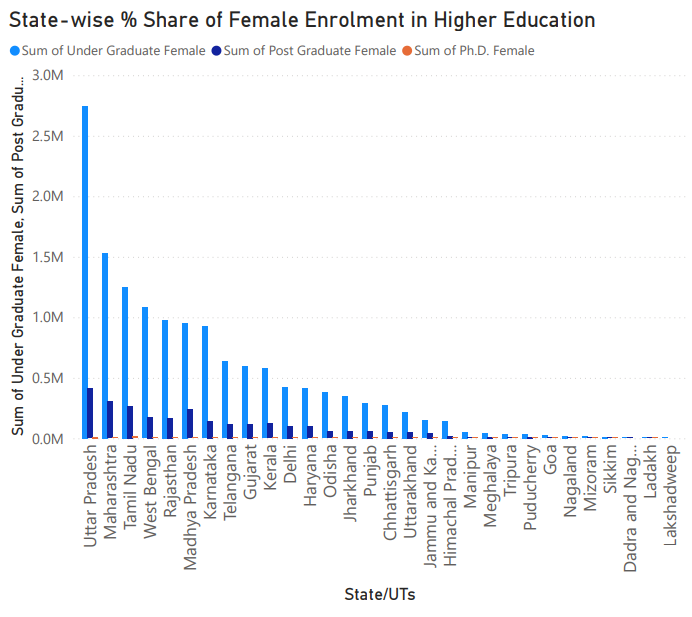 State-wise % Share of Female Enrolment in Higher Education
Sum of Under Graduate Female Sum of Post Graduate Female Sum of Ph.D. Female
Sum of Under Graduate Female, Sum of Post Gradu...
3.0M
2.5M
2.0M
1.5M
1.0M
0.5M
0.0M
Uttar Pradesh
Maharashtra
Tamil Nadu
West Bengal
Rajasthan
Madhya Pradesh
Karnataka
Telangana
Gujarat
Kerala
Delhi
Haryana
Odisha
Jharkhand
Punjab
Chhattisgarh
Uttarakhand
Jammu and Ka...
Himachal Prad...
Manipur
Meghalaya
Tripura
Puducherry
Goa
Nagaland
Mizoram
Sikkim
Dadra and Nag...
Ladakh
Lakshadweep
State/UTs